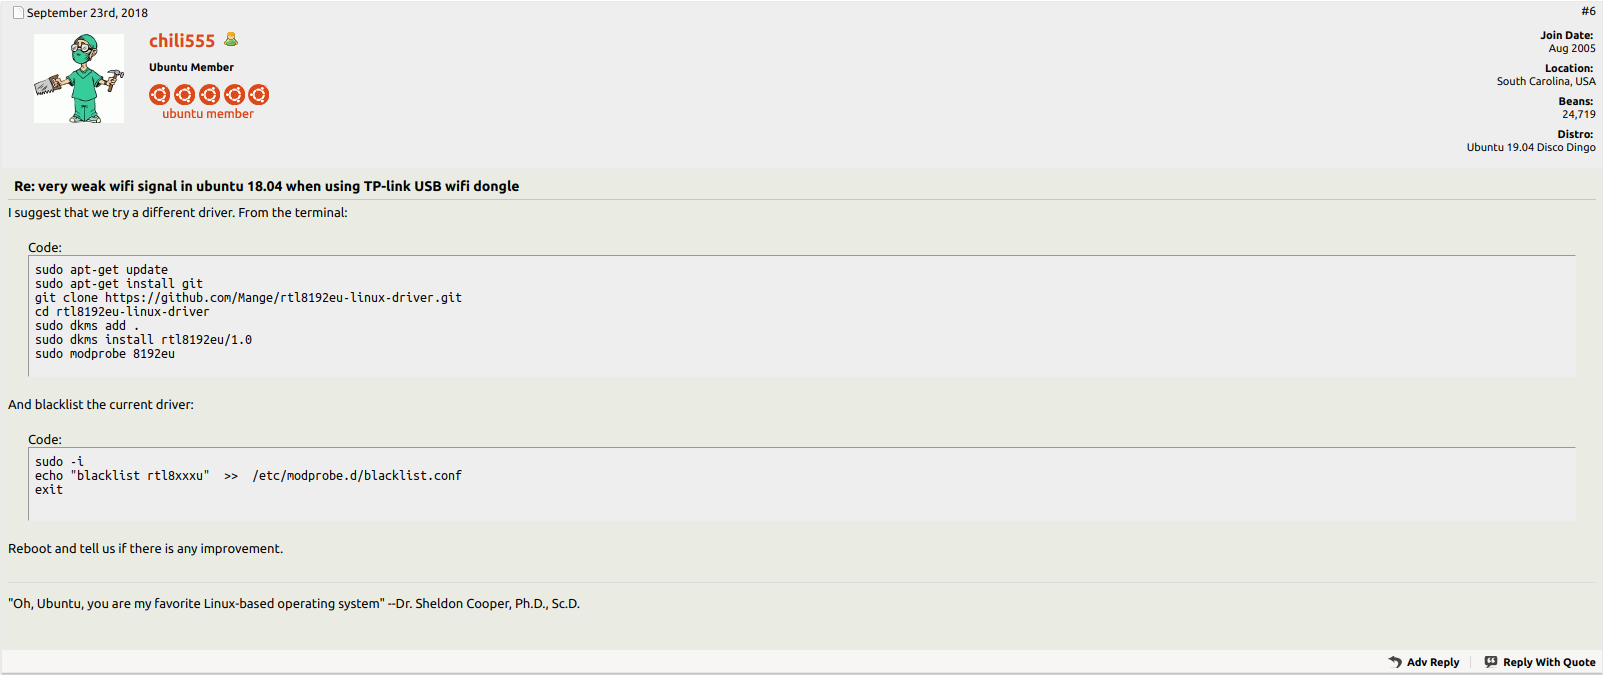 September 23rd, 2018
#6
chili555
Ubuntu Member
ubuntu member
Join Date:
Aug 2005
Location:
South Carolina, USA
Beans:
24,719
Distro:
Ubuntu 19.04 Disco Dingo
Re: very weak wifi signal in ubuntu 18.04 when using TP-link USB wifi dongle
I suggest that we try a different driver. From the terminal:
Code:
sudo apt-get update
sudo apt-get install git
git clone https://github.com/Mange/rtl8192eu-linux-driver.git
cd rtl8192eu-linux-driver
sudo dkms add .
sudo dkms install rtl8192eu/1.0
sudo modprobe 8192eu
And blacklist the current driver:
Code:
sudo -i
echo "blacklist rtl8xxxu"  >>  /etc/modprobe.d/blacklist.conf
exit
Reboot and tell us if there is any improvement.
"Oh, Ubuntu, you are my favorite Linux-based operating system" --Dr. Sheldon Cooper, Ph.D., Sc.D.
Adv Reply
Reply With Quote